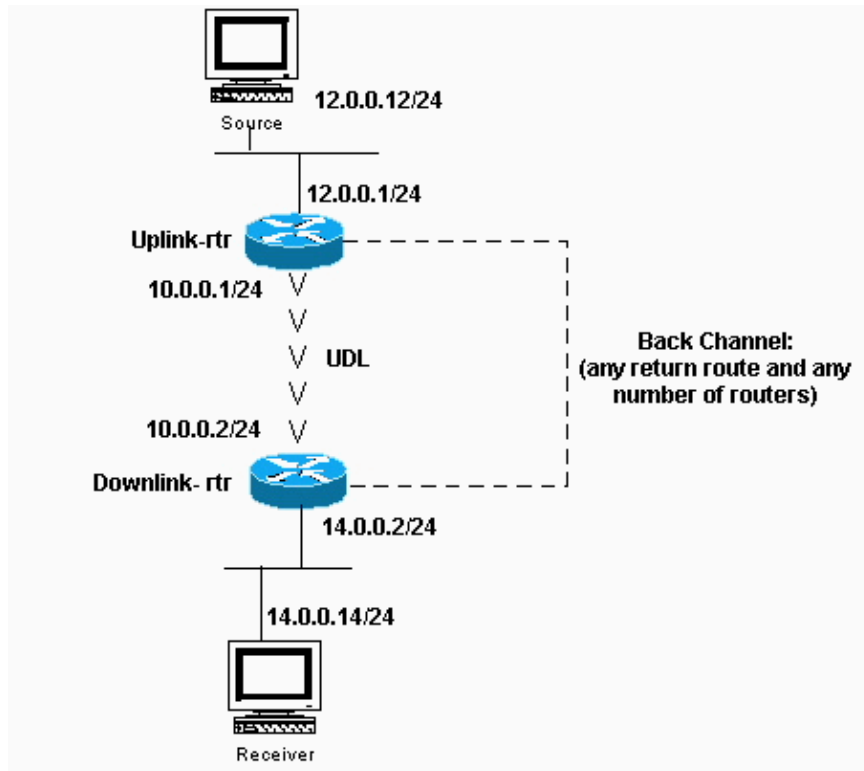 12.0.0.12/24
Source
12.0.0.1/24
Uplink-rtr
10.0.0.1/24
UDL
Back Channel:
(any return route and any
number of routers)
10.0.0.2/24
Downlink- rtr
14.0.0.2/24
14.0.0.14/24
Receiver